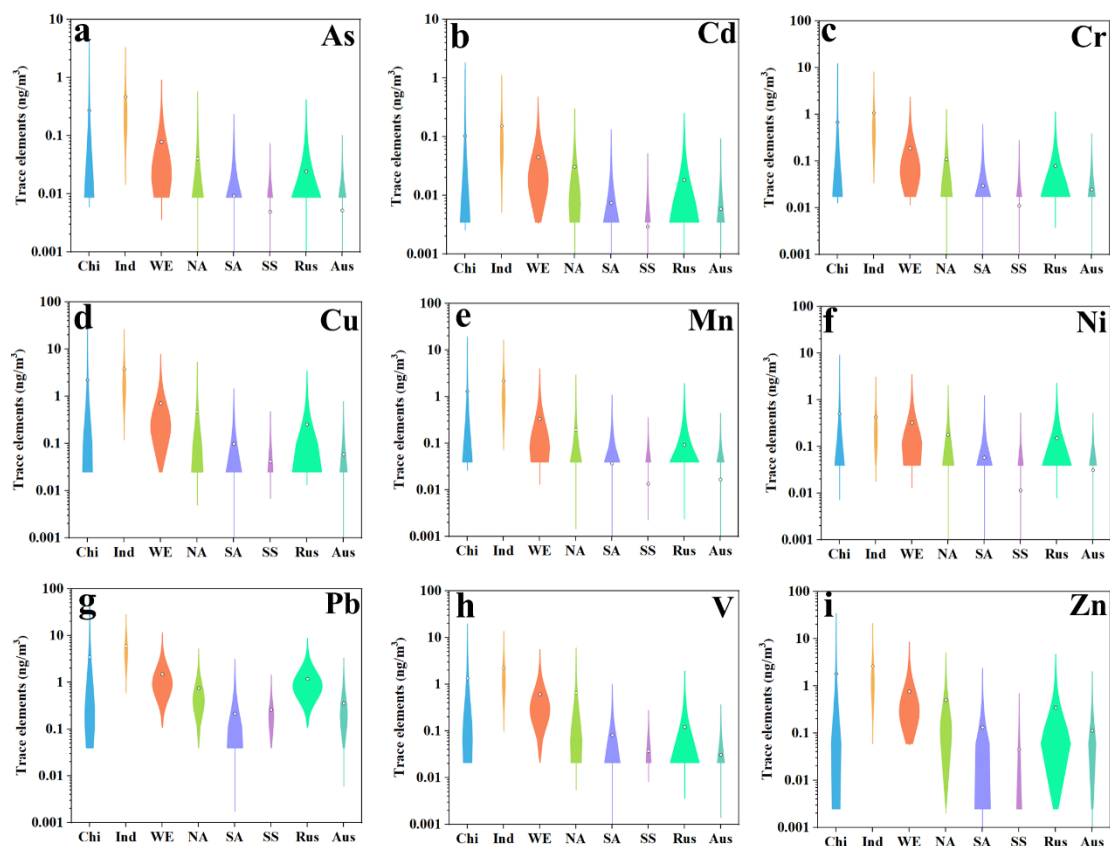 a As
Trace elements (ng/m³)
10
1
0.1
0.01
0.001
Chi Ind WE NA SA SS Rus Aus
b Cd
Trace elements (ng/m³)
10
1
0.1
0.01
0.001
Chi Ind WE NA SA SS Rus Aus
c Cr
Trace elements (ng/m³)
100
10
1
0.1
0.01
0.001
Chi Ind WE NA SA SS Rus Aus
d Cu
Trace elements (ng/m³)
100
10
1
0.1
0.01
0.001
Chi Ind WE NA SA SS Rus Aus
e Mn
Trace elements (ng/m³)
100
10
1
0.1
0.01
0.001
Chi Ind WE NA SA SS Rus Aus
f Ni
Trace elements (ng/m³)
100
10
1
0.1
0.01
0.001
Chi Ind WE NA SA SS Rus Aus
g Pb
Trace elements (ng/m³)
100
10
1
0.1
0.01
0.001
Chi Ind WE NA SA SS Rus Aus
h V
Trace elements (ng/m³)
100
10
1
0.1
0.01
0.001
Chi Ind WE NA SA SS Rus Aus
i Zn
Trace elements (ng/m³)
100
10
1
0.1
0.01
0.001
Chi Ind WE NA SA SS Rus Aus